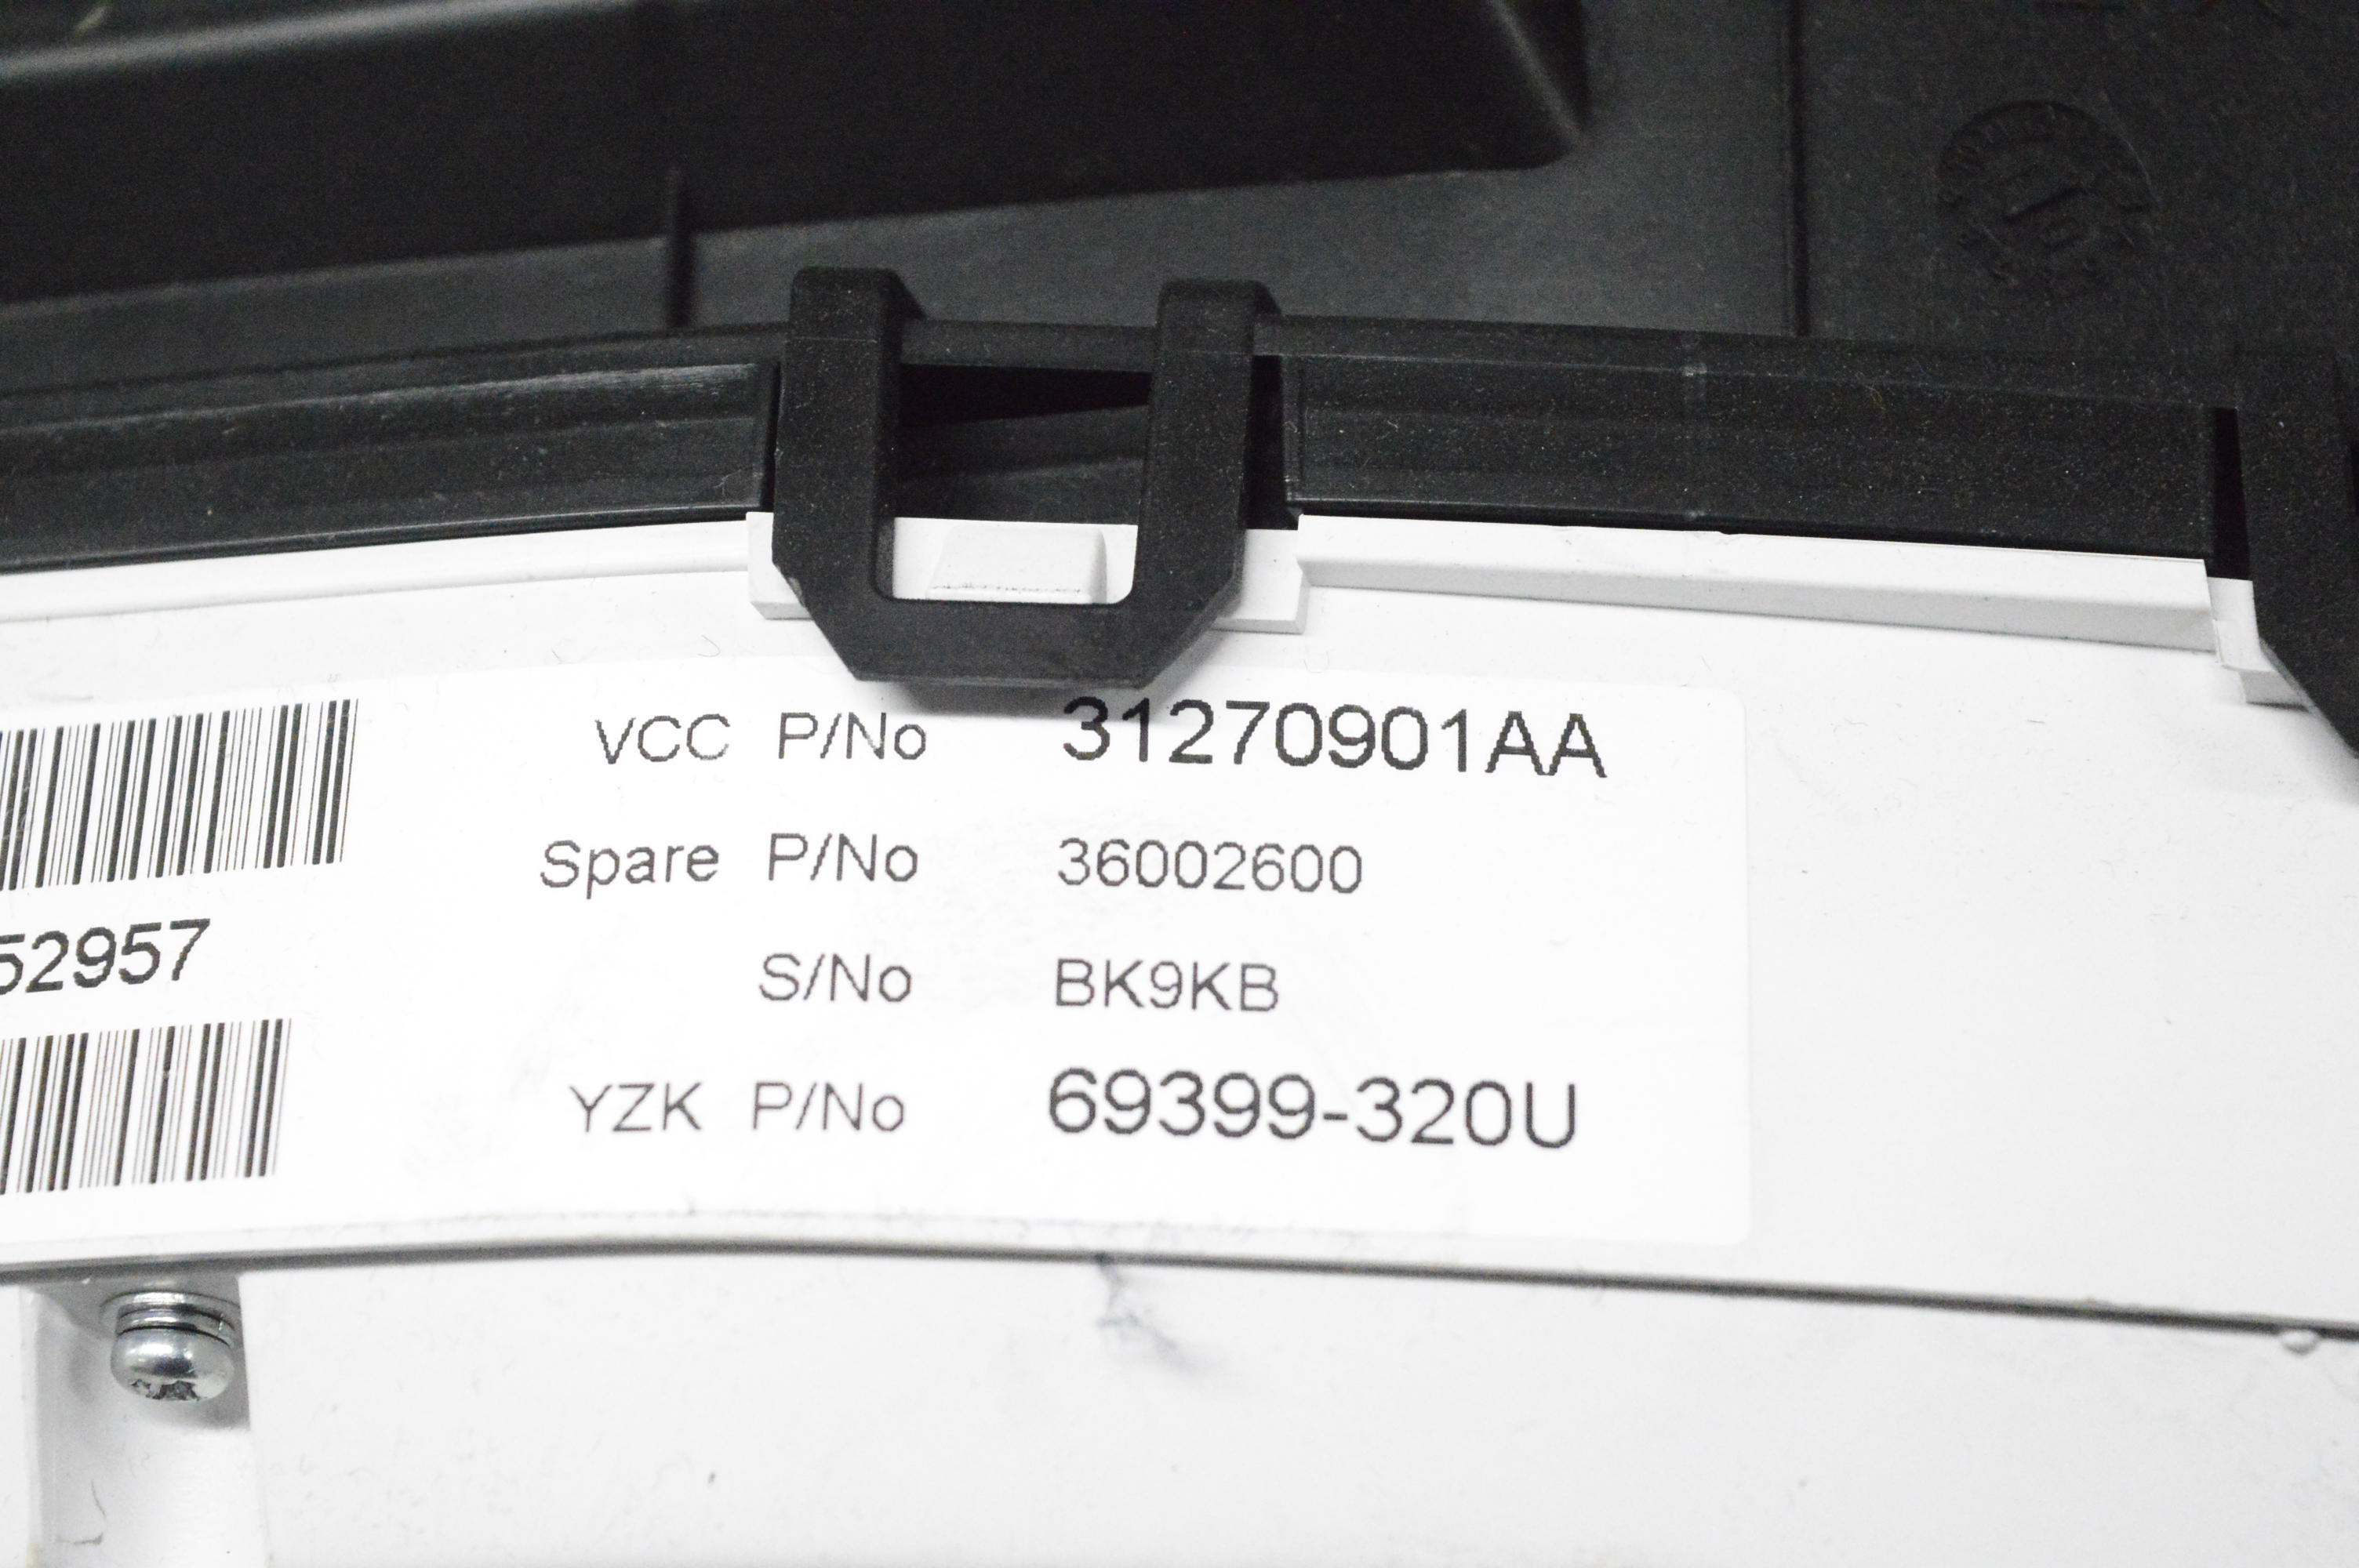 VCC P/No 31270901AA
Spare P/No 36002600
52957
S/No BK9KB
YZK P/No 69399-320U